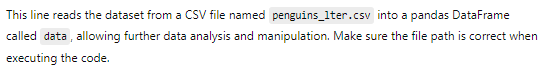 This line reads the dataset from a CSV file named penguins_lter.csv into a pandas DataFrame
called data, allowing further data analysis and manipulation. Make sure the file path is correct when
executing the code.